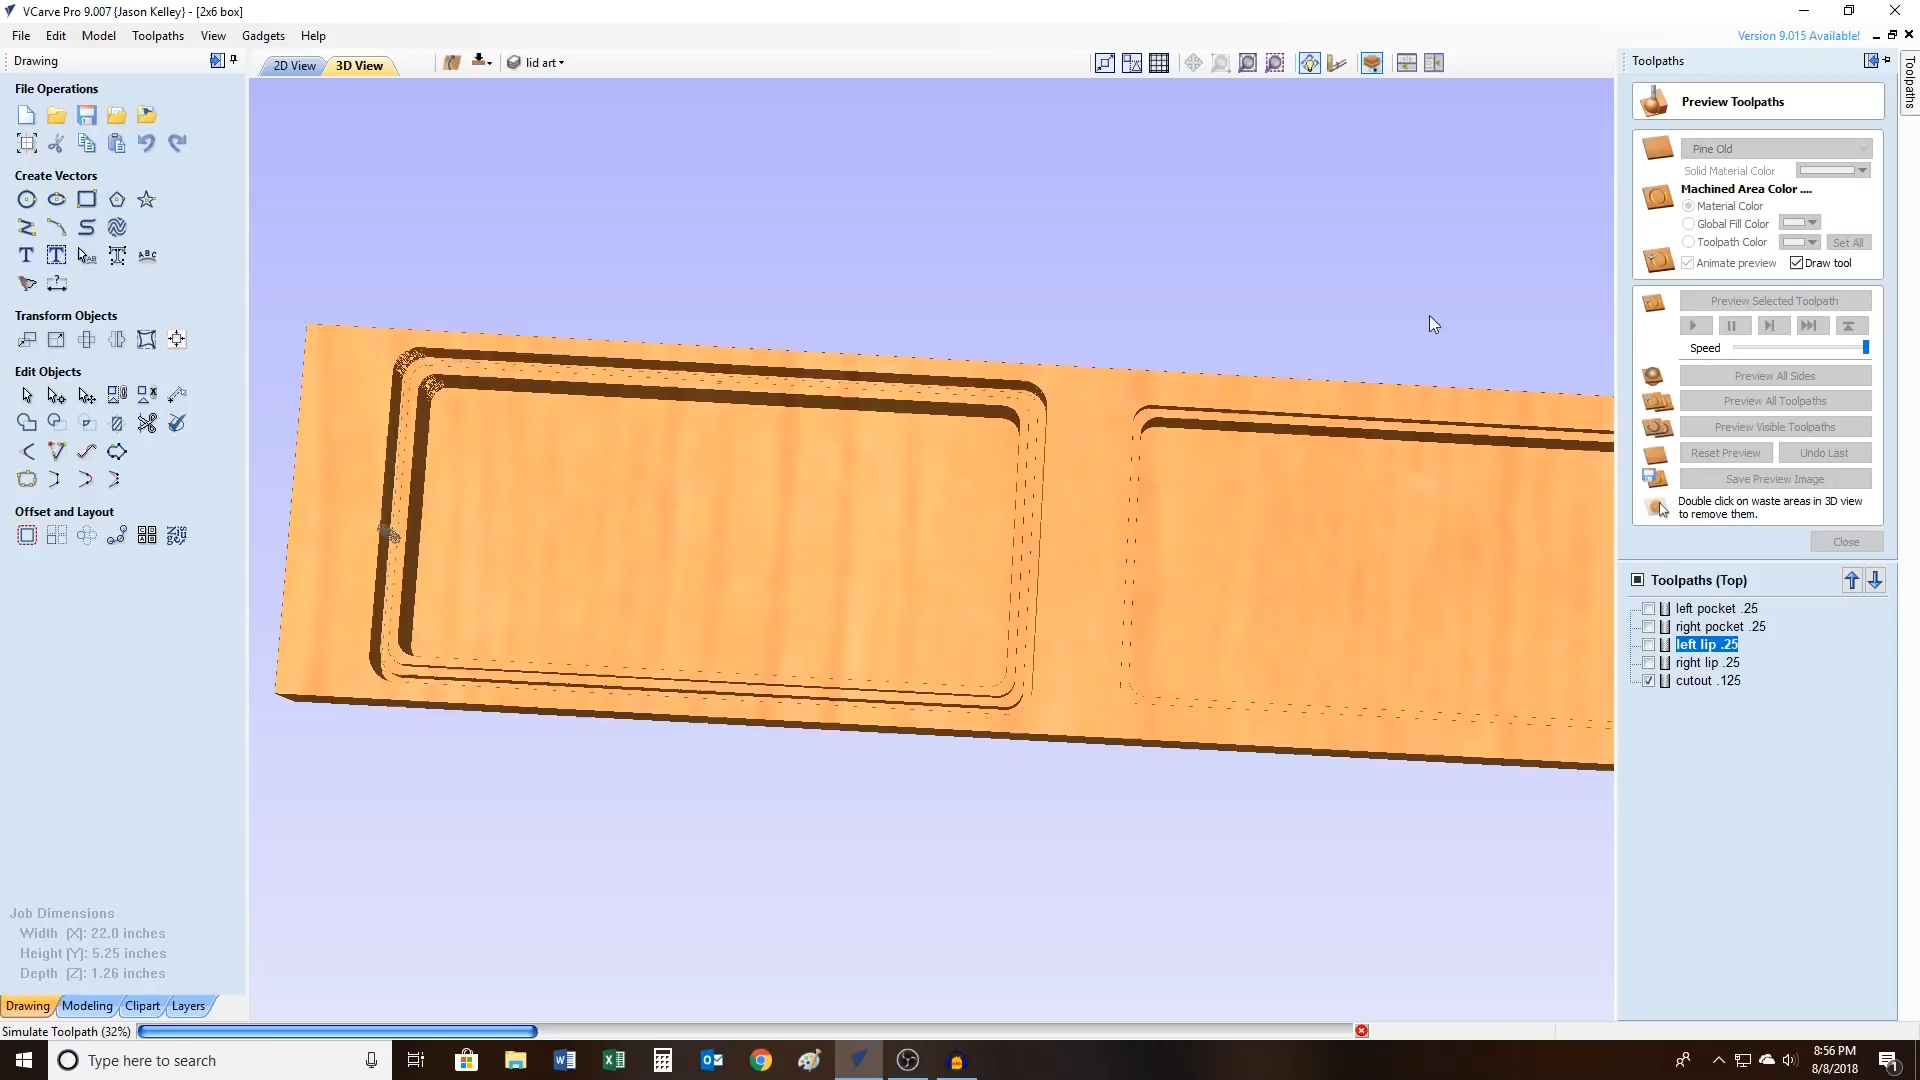 VCarve Pro 9.007 {Jason Kelley} - [2x6 box]
File Edit Model Toolpaths View Gadgets Help
Version 9.015 Available!
Drawing
2D View 3D View
lid art
Toolpaths
Toolpaths
File Operations
Create Vectors
Transform Objects
Edit Objects
Offset and Layout
Job Dimensions
Width (X): 22.0 inches
Height (Y): 5.25 inches
Depth (Z): 1.26 inches
Drawing Modeling Clipart Layers
Preview Toolpaths
Pine Old
Solid Material Color
Machined Area Color ....
Material Color
Global Fill Color
Toolpath Color Set All
Animate preview Draw tool
Preview Selected Toolpath
Speed
Preview All Sides
Preview All Toolpaths
Preview Visible Toolpaths
Reset Preview Undo Last
Save Preview Image
Double click on waste areas in 3D view
to remove them.
Close
Toolpaths (Top)
left pocket .25
right pocket .25
left lip .25
right lip .25
cutout .125
Simulate Toolpath (32%)
Type here to search
8:56 PM
8/8/2018